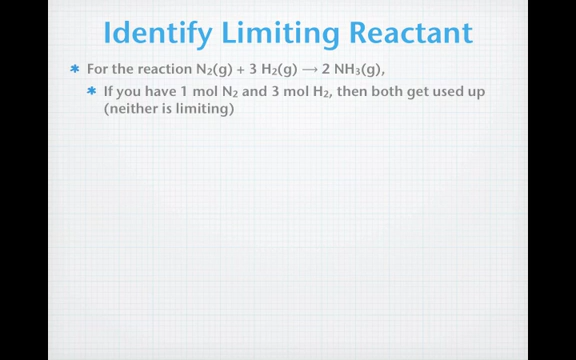 Identify Limiting Reactant
* For the reaction N₂(g) + 3 H₂(g) → 2 NH₃(g),
* If you have 1 mol N₂ and 3 mol H₂, then both get used up
(neither is limiting)